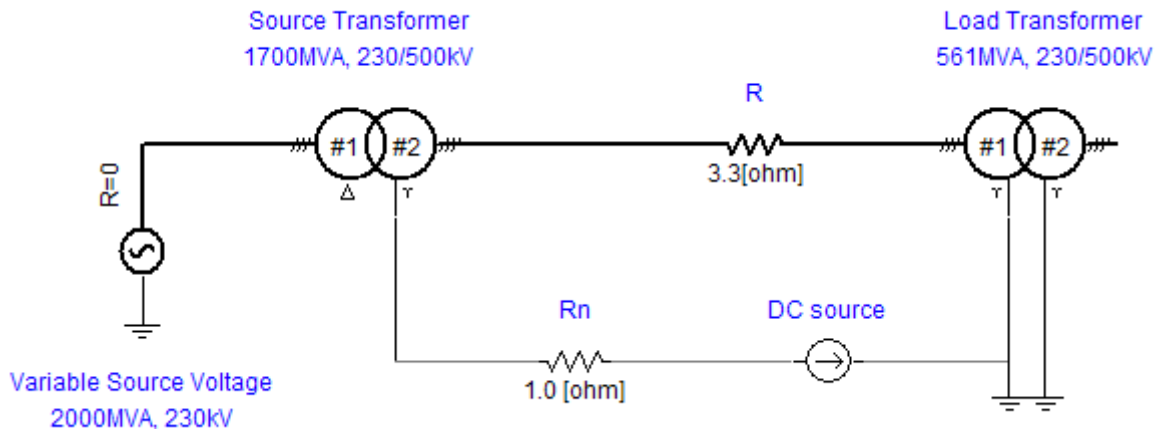 Source Transformer
1700MVA, 230/500kV
Load Transformer
561MVA, 230/500kV
R
#1
#2
#1
#2
3.3[ohm]
R=0
Δ
Y
Y
Y
Rn
DC source
1.0 [ohm]
Variable Source Voltage
2000MVA, 230kV